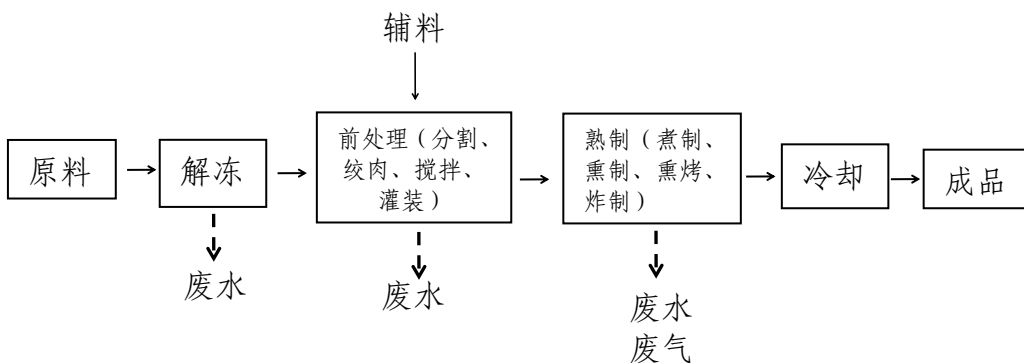 辅料
原料
解冻
前处理（分割、
绞肉、搅拌、
灌装）
熟制（煮制、
熏制、熏烤、
炸制）
冷却
成品
废水
废水
废水
废气